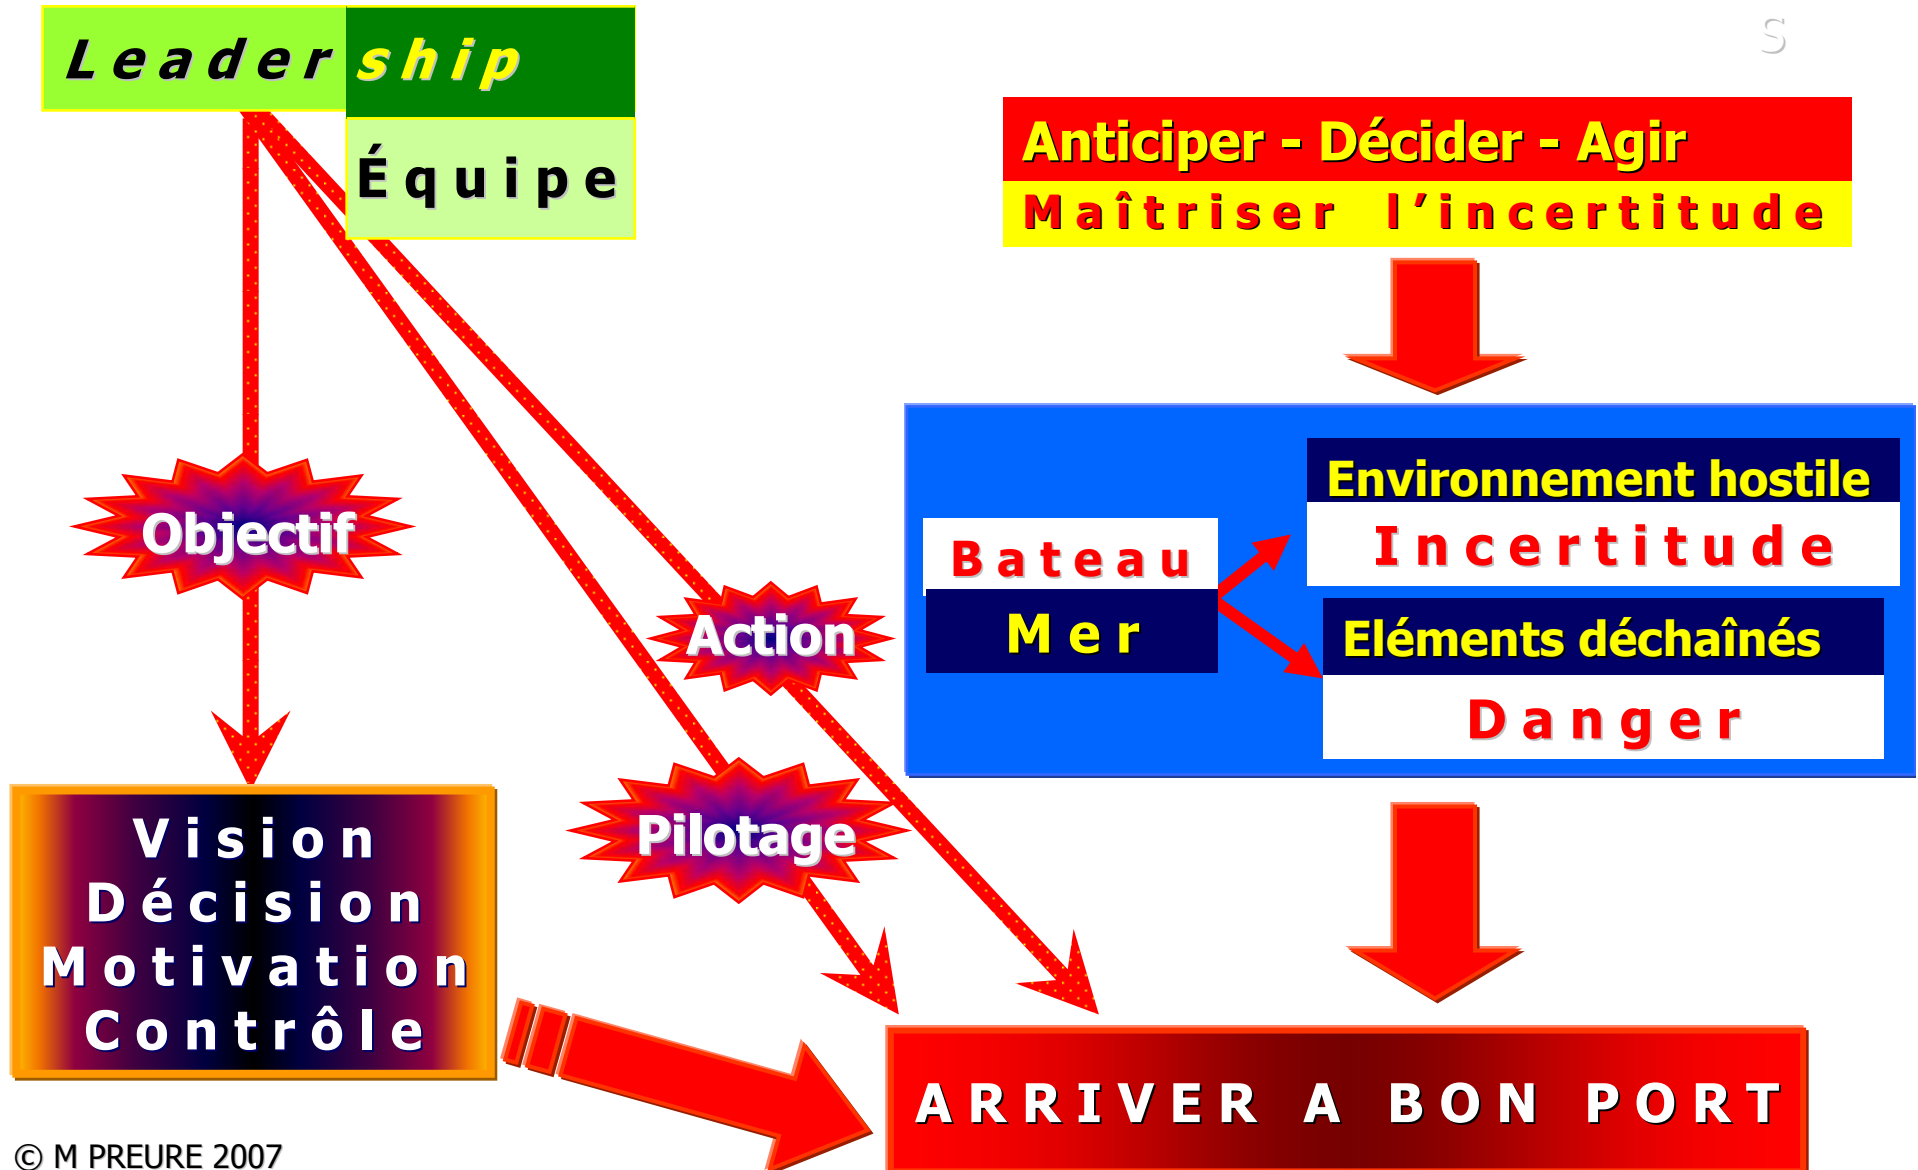 S
Leadership
Équipe
Anticiper - Décider - Agir
Maîtriser l’incertitude
Objectif
Action
Pilotage
Bateau
Mer
Environnement hostile
Incertitude
Eléments déchaînés
Danger
Vision
Décision
Motivation
Contrôle
ARRIVER A BON PORT
© M PREURE 2007